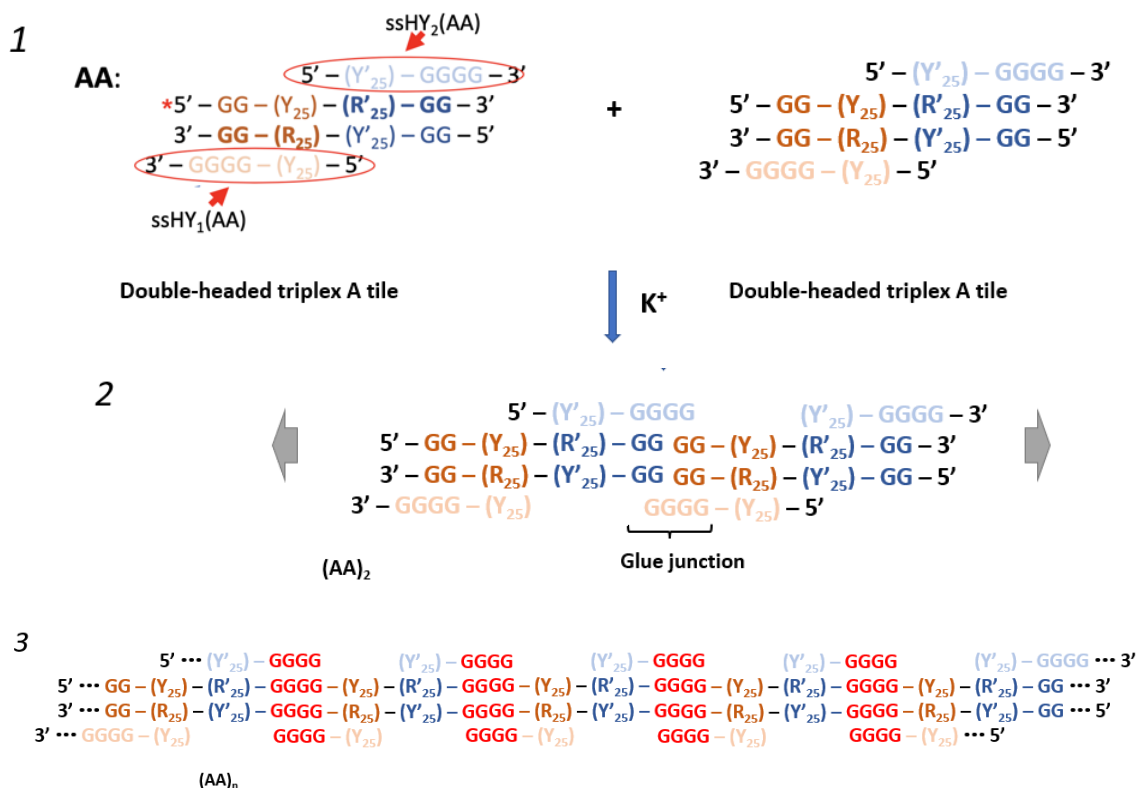 1
ssHY₂(AA)
AA:
5’ – (Y’₂₅) – GGGG – 3’
*5’ – GG – (Y₂₅) – (R’₂₅) – GG – 3’
3’ – GG – (R₂₅) – (Y’₂₅) – GG – 5’
3’ – GGGG – (Y₂₅) – 5’
ssHY₁(AA)
Double-headed triplex A tile
+
5’ – (Y’₂₅) – GGGG – 3’
5’ – GG – (Y₂₅) – (R’₂₅) – GG – 3’
3’ – GG – (R₂₅) – (Y’₂₅) – GG – 5’
3’ – GGGG – (Y₂₅) – 5’
Double-headed triplex A tile
K⁺
2
5’ – (Y’₂₅) – GGGG (Y’₂₅) – GGGG – 3’
5’ – GG – (Y₂₅) – (R’₂₅) – GG GG – (Y₂₅) – (R’₂₅) – GG – 3’
3’ – GG – (R₂₅) – (Y’₂₅) – GG GG – (R₂₅) – (Y’₂₅) – GG – 5’
3’ – GGGG – (Y₂₅) GGGG – (Y₂₅) – 5’
Glue junction
(AA)₂
3
5’ ··· (Y’₂₅) – GGGG (Y’₂₅) – GGGG (Y’₂₅) – GGGG (Y’₂₅) – GGGG (Y’₂₅) – GGGG ··· 3’
5’ ··· GG – (Y₂₅) – (R’₂₅) – GGGG – (Y₂₅) – (R’₂₅) – GGGG – (Y₂₅) – (R’₂₅) – GGGG – (Y₂₅) – (R’₂₅) – GGGG – (Y₂₅) – (R’₂₅) – GG ··· 3’
3’ ··· GG – (R₂₅) – (Y’₂₅) – GGGG – (R₂₅) – (Y’₂₅) – GGGG – (R₂₅) – (Y’₂₅) – GGGG – (R₂₅) – (Y’₂₅) – GGGG – (R₂₅) – (Y’₂₅) – GG ··· 5’
3’ ··· GGGG – (Y₂₅) GGGG – (Y₂₅) GGGG – (Y₂₅) GGGG – (Y₂₅) GGGG – (Y₂₅) ··· 5’
(AA)ₙ